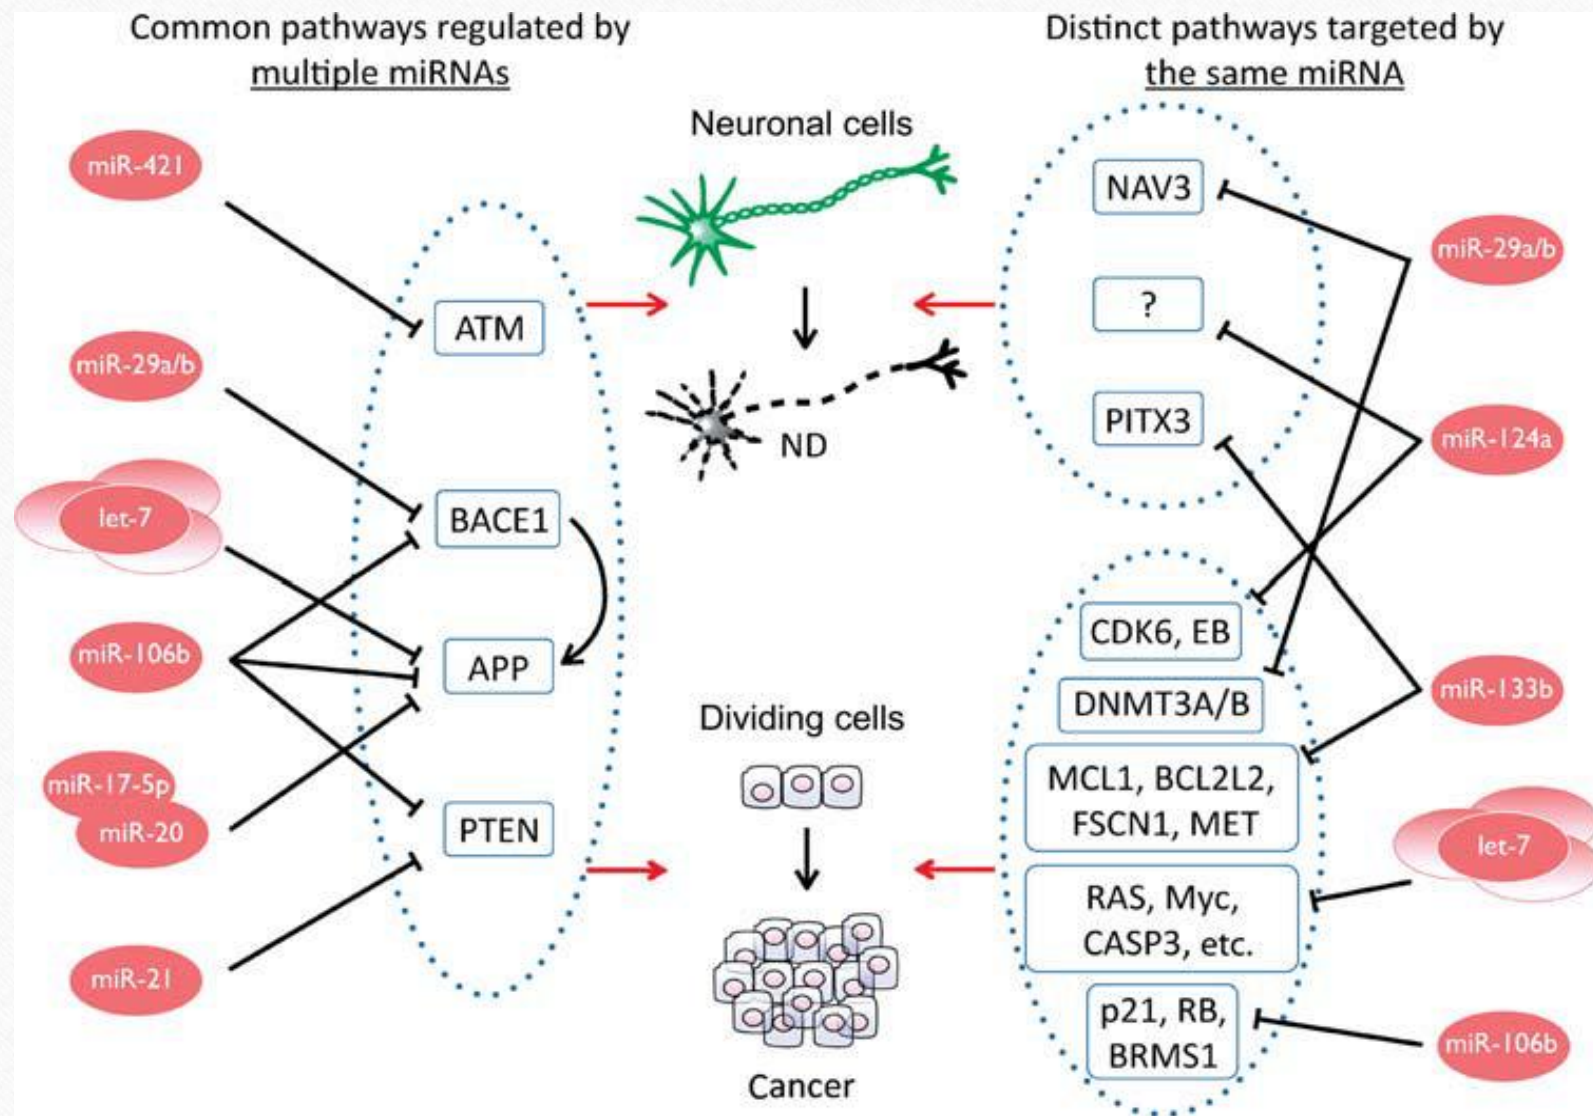 Common pathways regulated by
multiple miRNAs
miR-421
miR-29a/b
let-7
miR-106b
miR-17-5p
miR-20
miR-21
ATM
BACE1
APP
PTEN
Neuronal cells
ND
Dividing cells
Cancer
Distinct pathways targeted by
the same miRNA
NAV3
?
PITX3
CDK6, EB
DNMT3A/B
MCL1, BCL2L2,
FSCN1, MET
RAS, Myc,
CASP3, etc.
p21, RB,
BRMS1
miR-29a/b
miR-124a
miR-133b
let-7
miR-106b